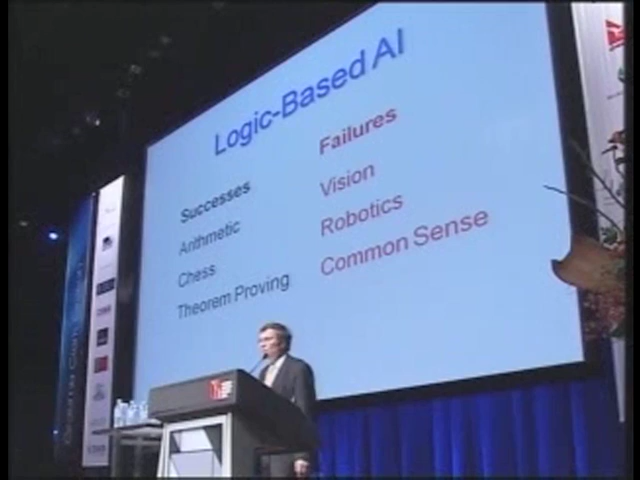 Logic-Based AI
Successes
Arithmetic
Chess
Theorem Proving
Failures
Vision
Robotics
Common Sense